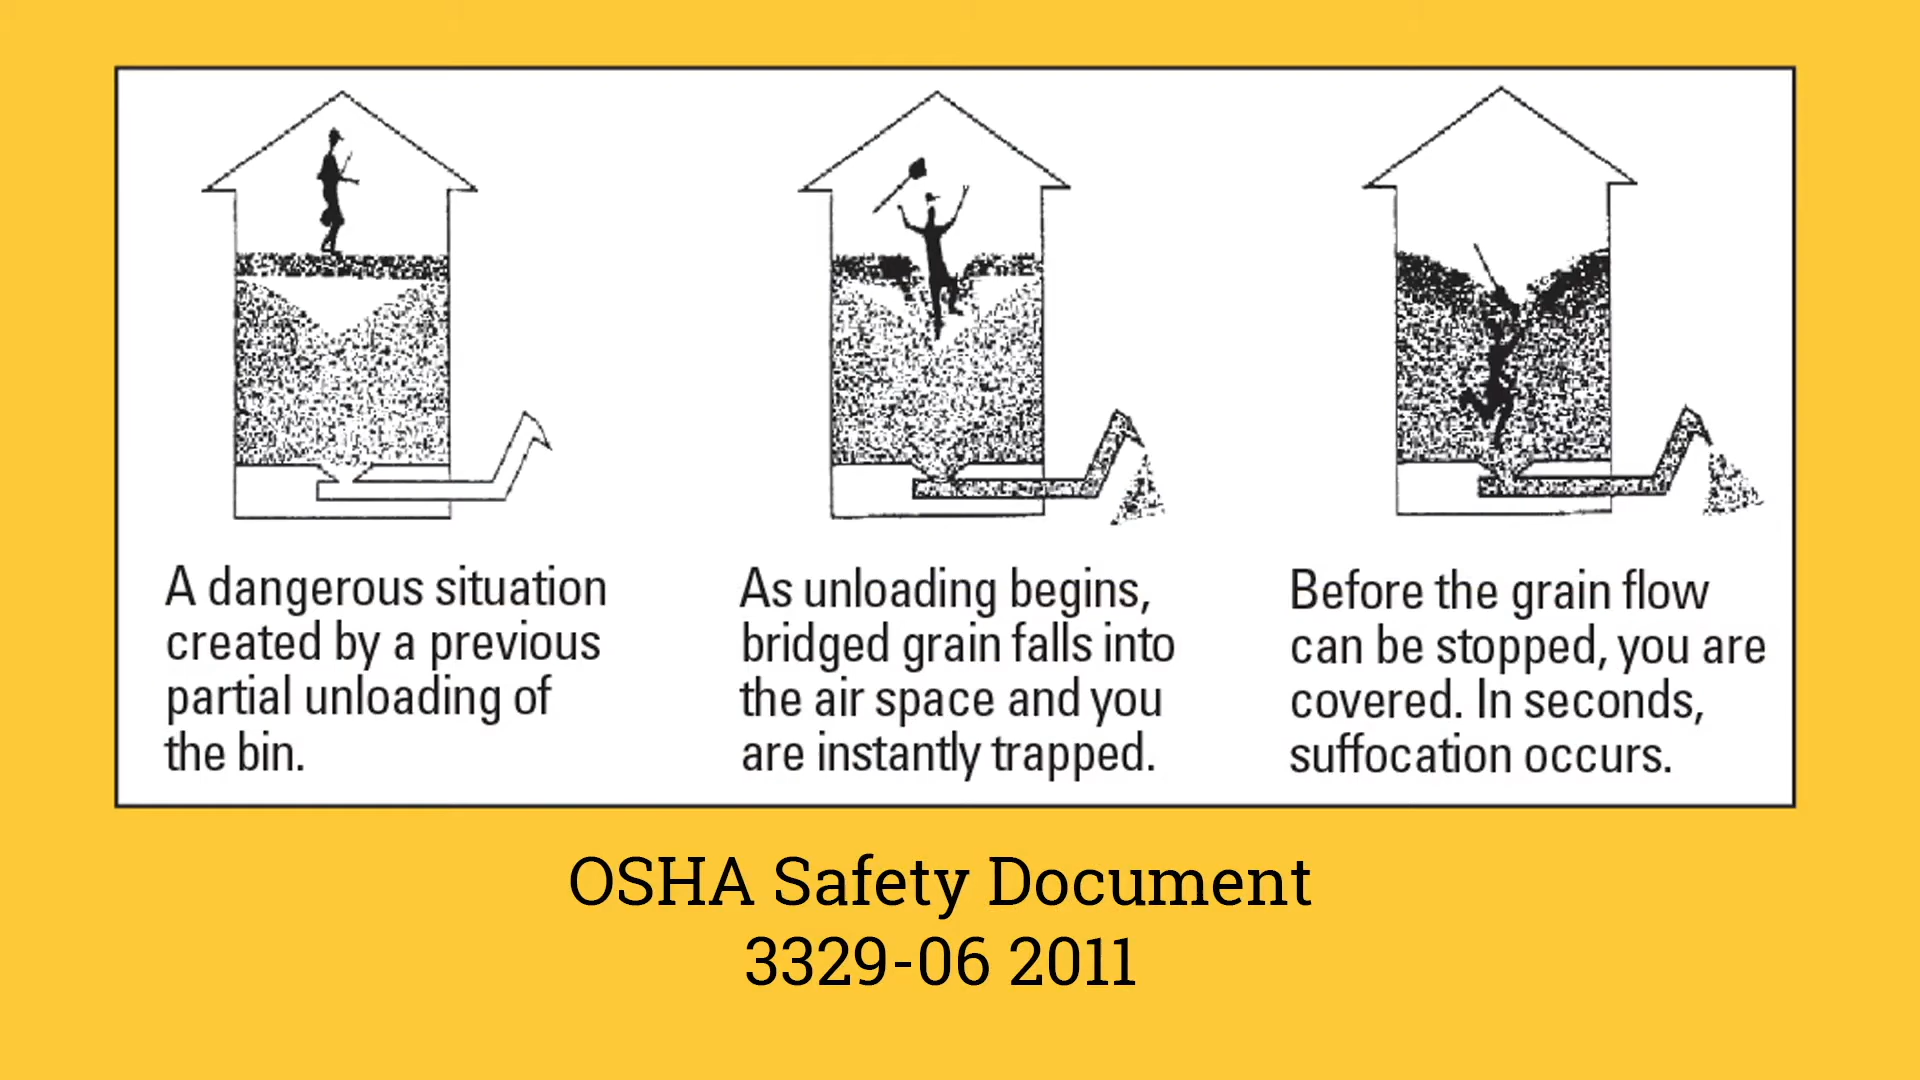 A dangerous situation
created by a previous
partial unloading of
the bin.
As unloading begins,
bridged grain falls into
the air space and you
are instantly trapped.
Before the grain flow
can be stopped, you are
covered. In seconds,
suffocation occurs.
OSHA Safety Document
3329-06 2011